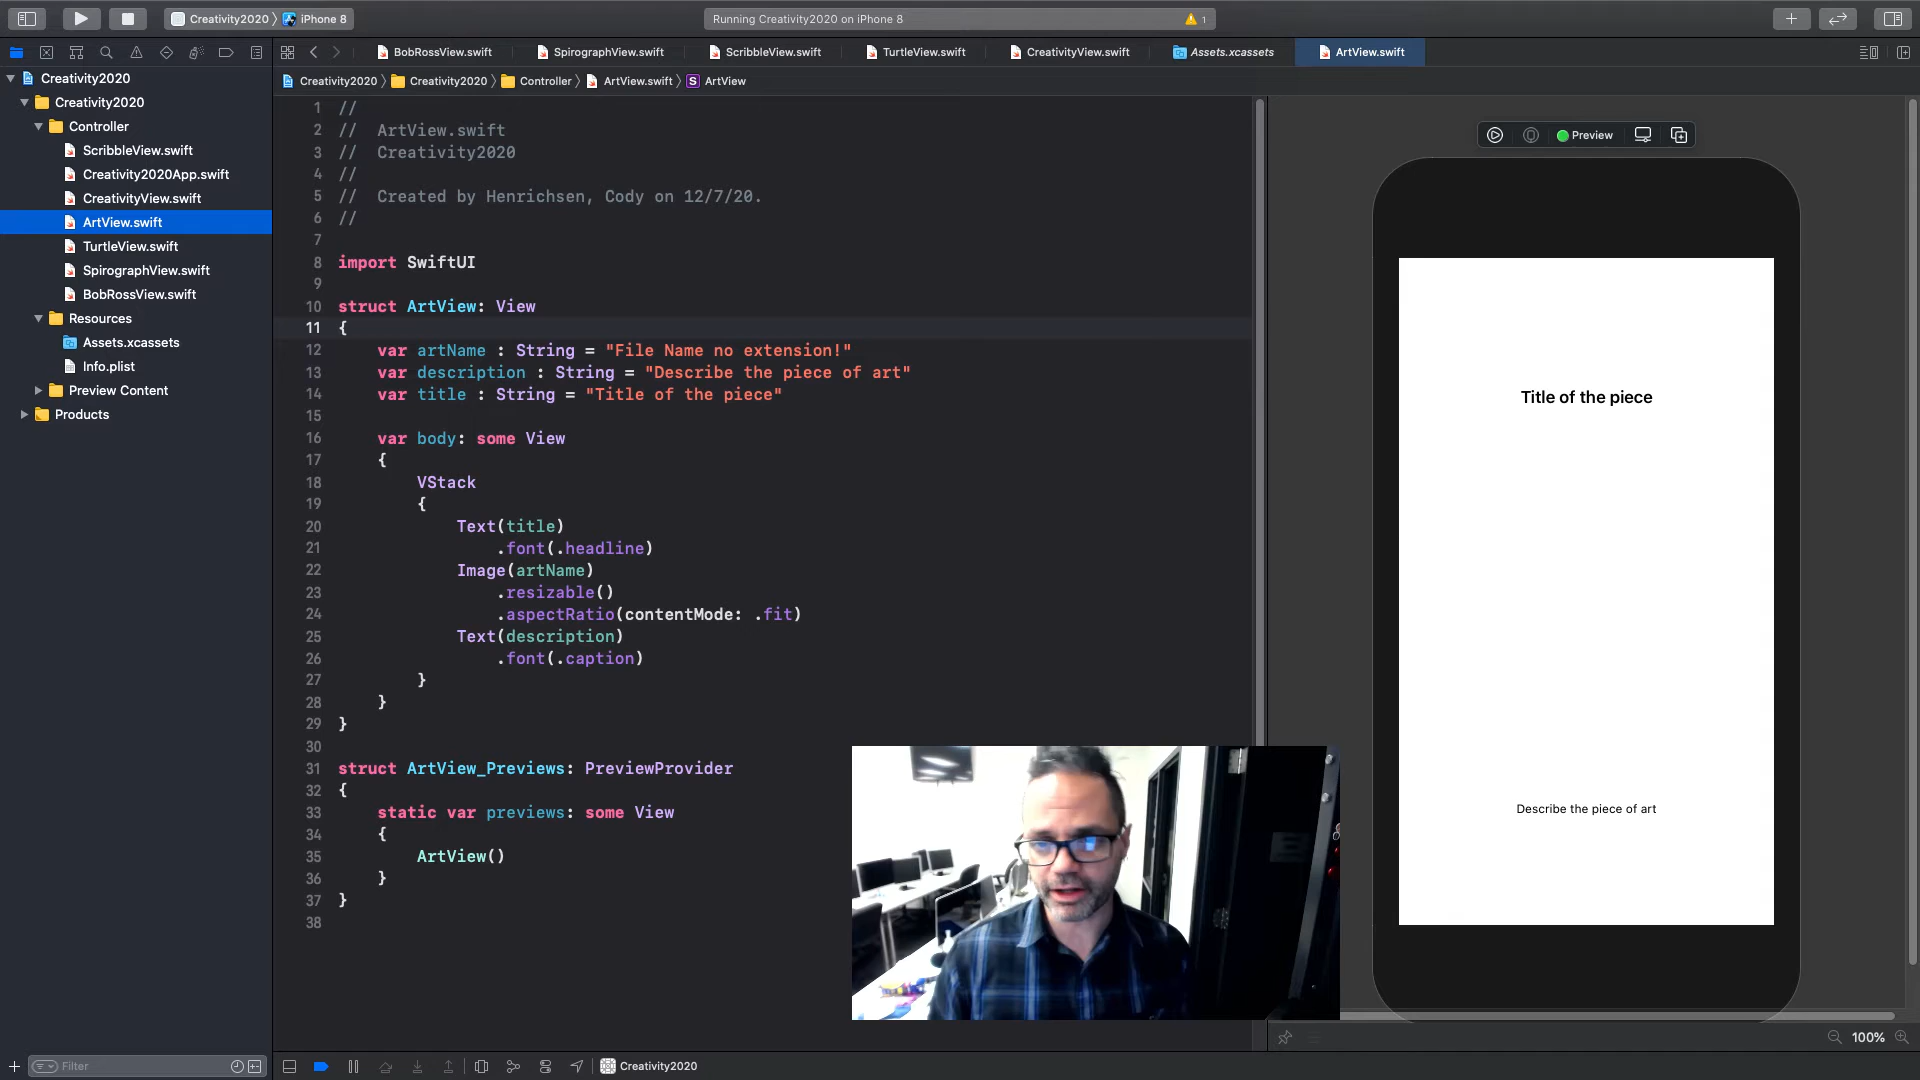 Creativity2020 〉 iPhone 8
Running Creativity2020 on iPhone 8
1
BobRossView.swift
SpirographView.swift
ScribbleView.swift
TurtleView.swift
CreativityView.swift
Assets.xcassets
ArtView.swift
Creativity2020 〉 Creativity2020 〉 Controller 〉 ArtView.swift 〉 S ArtView
Creativity2020
Creativity2020
Controller
ScribbleView.swift
Creativity2020App.swift
CreativityView.swift
ArtView.swift
TurtleView.swift
SpirographView.swift
BobRossView.swift
Resources
Assets.xcassets
Info.plist
Preview Content
Products
1 //
2 //  ArtView.swift
3 //  Creativity2020
4 //
5 //  Created by Henrichsen, Cody on 12/7/20.
6 //
7
8 import SwiftUI
9
10 struct ArtView: View
11 {
12     var artName : String = "File Name no extension!"
13     var description : String = "Describe the piece of art"
14     var title : String = "Title of the piece"
15
16     var body: some View
17     {
18         VStack
19         {
20             Text(title)
21                 .font(.headline)
22             Image(artName)
23                 .resizable()
24                 .aspectRatio(contentMode: .fit)
25             Text(description)
26                 .font(.caption)
27         }
28     }
29 }
30
31 struct ArtView_Previews: PreviewProvider
32 {
33     static var previews: some View
34     {
35         ArtView()
36     }
37 }
38
Preview
Title of the piece
Describe the piece of art
100%
Filter
Creativity2020